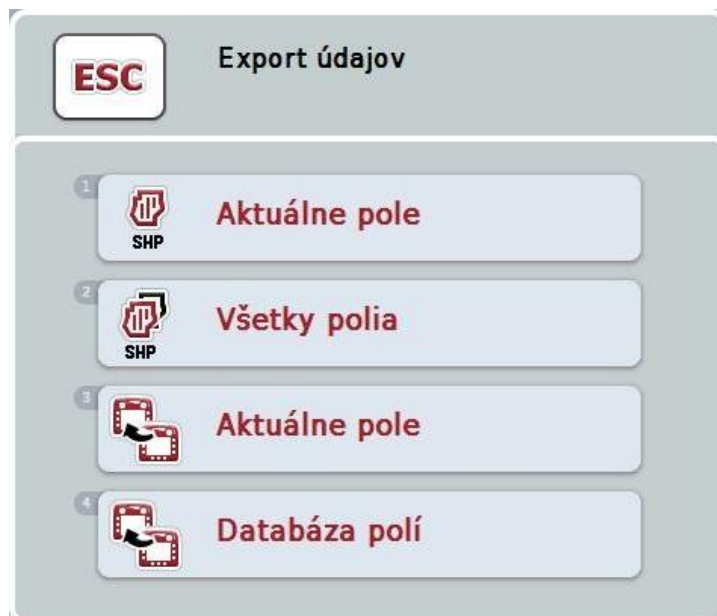 ESC
Export údajov
1
Aktuálne pole
SHP
2
Všetky polia
SHP
3
Aktuálne pole
4
Databáza polí